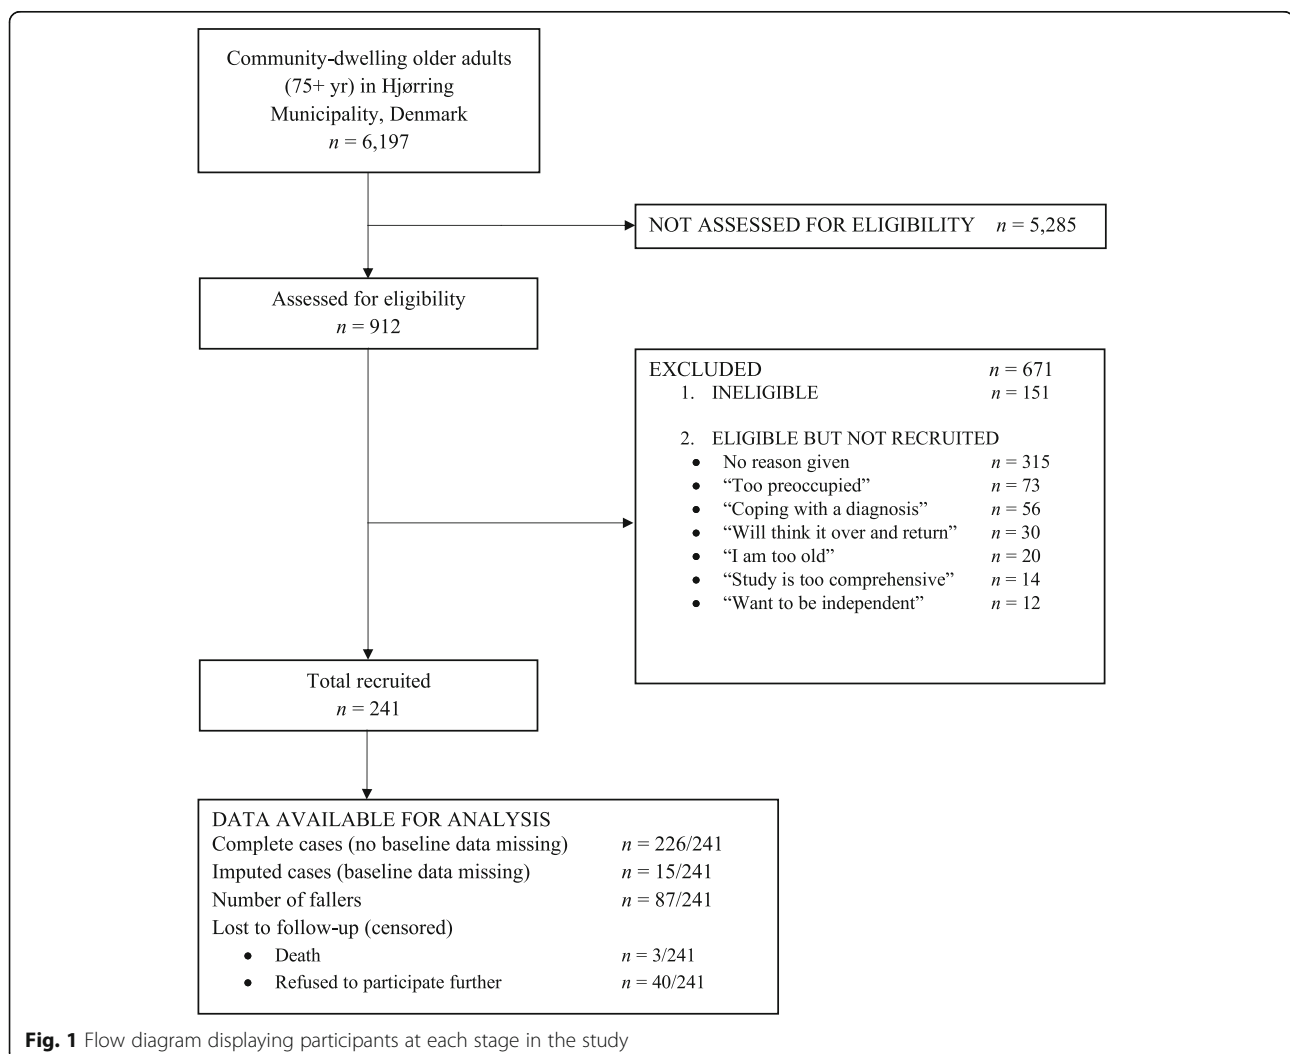 Community-dwelling older adults
(75+ yr) in Hjørring
Municipality, Denmark
n = 6,197
NOT ASSESSED FOR ELIGIBILITY n = 5,285
Assessed for eligibility
n = 912
EXCLUDED n = 671
1. INELIGIBLE n = 151
2. ELIGIBLE BUT NOT RECRUITED
• No reason given n = 315
• “Too preoccupied” n = 73
• “Coping with a diagnosis” n = 56
• “Will think it over and return” n = 30
• “I am too old” n = 20
• “Study is too comprehensive” n = 14
• “Want to be independent” n = 12
Total recruited
n = 241
DATA AVAILABLE FOR ANALYSIS
Complete cases (no baseline data missing) n = 226/241
Imputed cases (baseline data missing) n = 15/241
Number of fallers n = 87/241
Lost to follow-up (censored)
• Death n = 3/241
• Refused to participate further n = 40/241
Fig. 1 Flow diagram displaying participants at each stage in the study